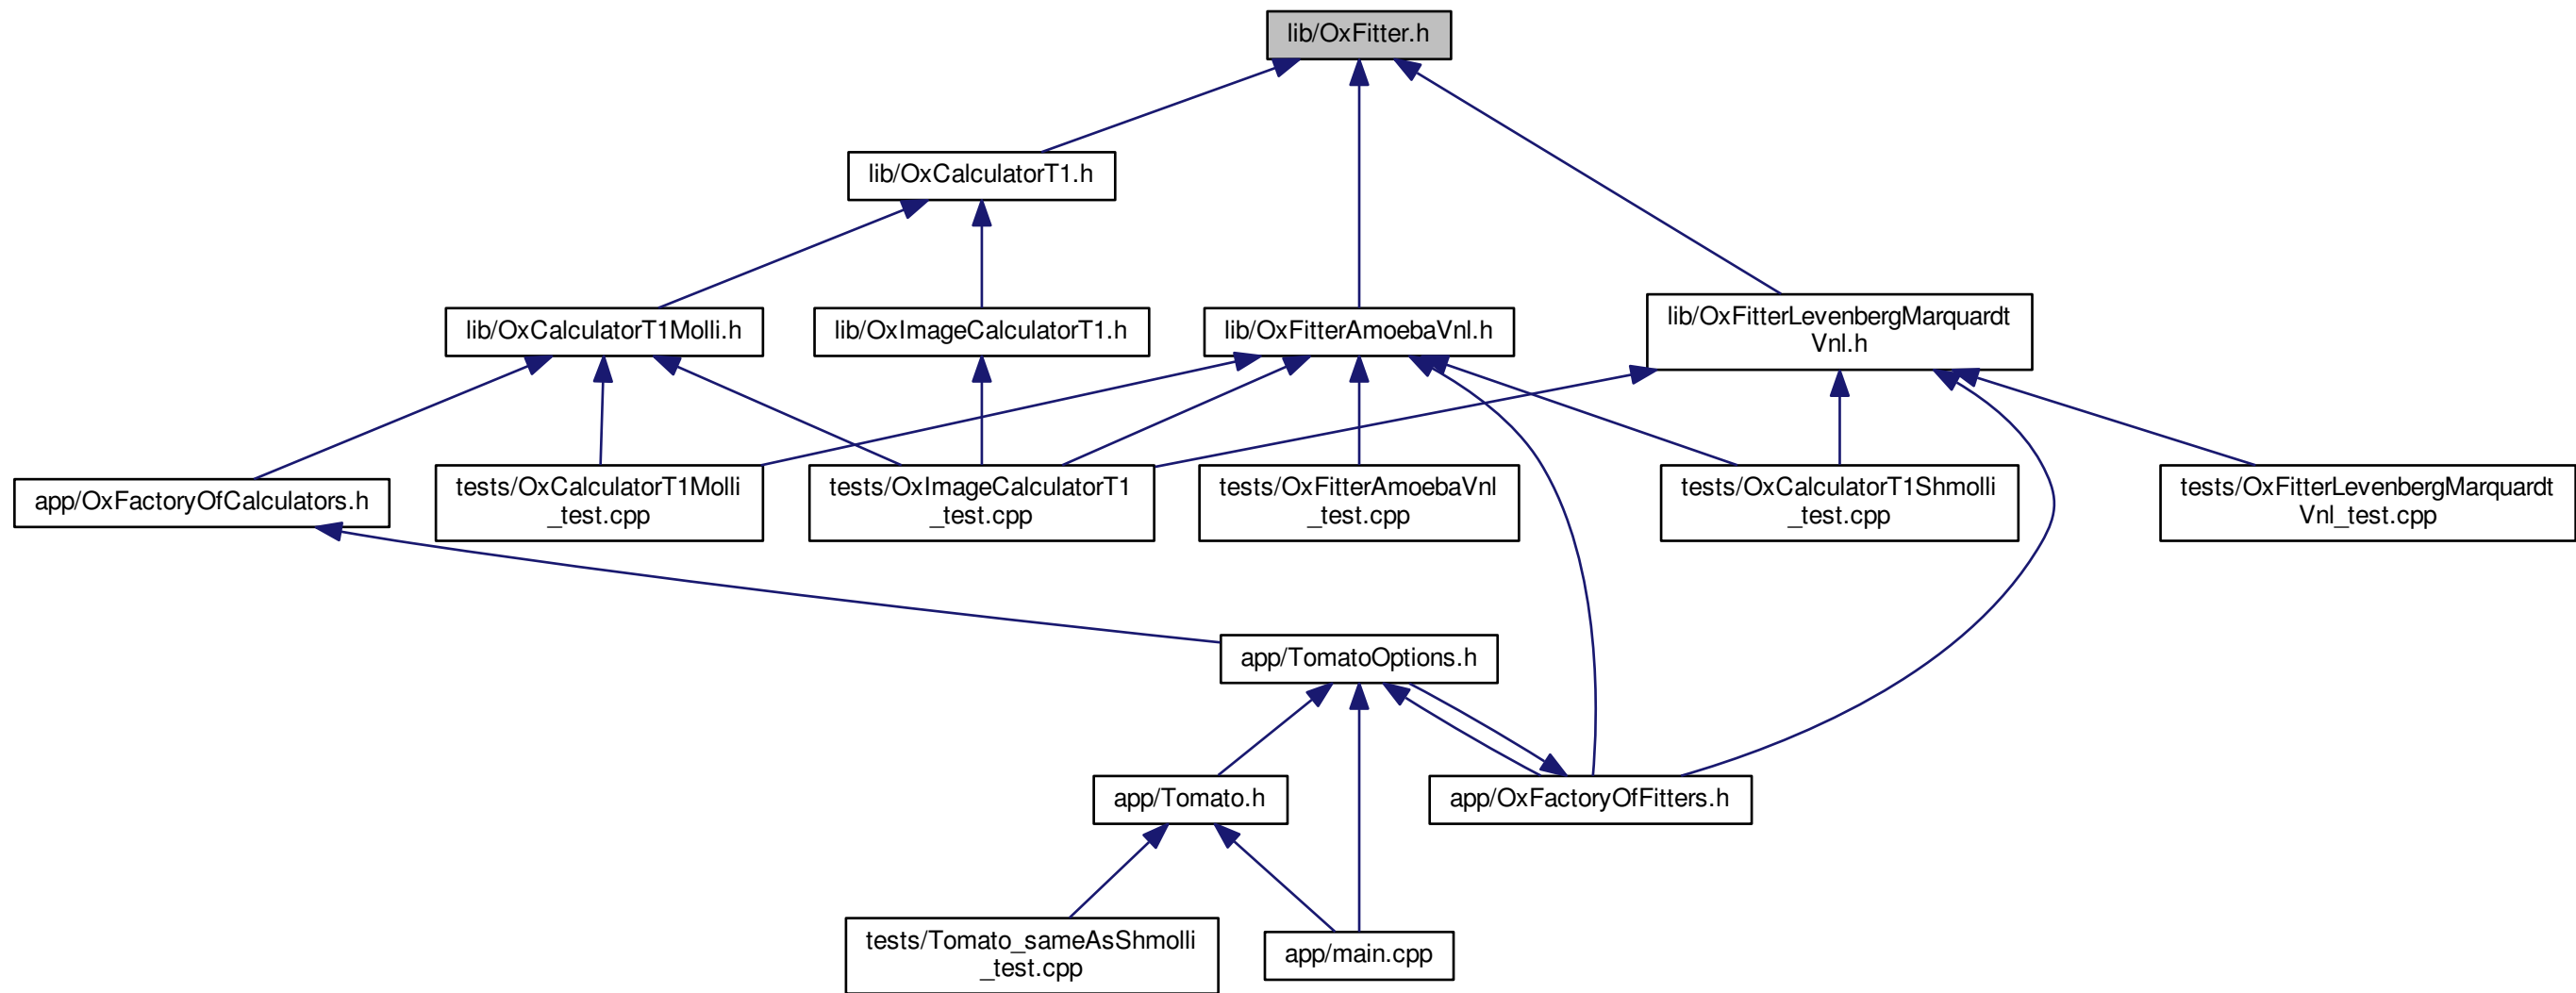 lib/OxFitter.h
lib/OxCalculatorT1.h
lib/OxCalculatorT1Molli.h
lib/OxImageCalculatorT1.h
lib/OxFitterAmoebaVnl.h
lib/OxFitterLevenbergMarquardt
Vnl.h
app/OxFactoryOfCalculators.h
tests/OxCalculatorT1Molli
_test.cpp
tests/OxImageCalculatorT1
_test.cpp
tests/OxFitterAmoebaVnl
_test.cpp
tests/OxCalculatorT1Shmolli
_test.cpp
tests/OxFitterLevenbergMarquardt
Vnl_test.cpp
app/TomatoOptions.h
app/Tomato.h
app/OxFactoryOfFitters.h
tests/Tomato_sameAsShmolli
_test.cpp
app/main.cpp